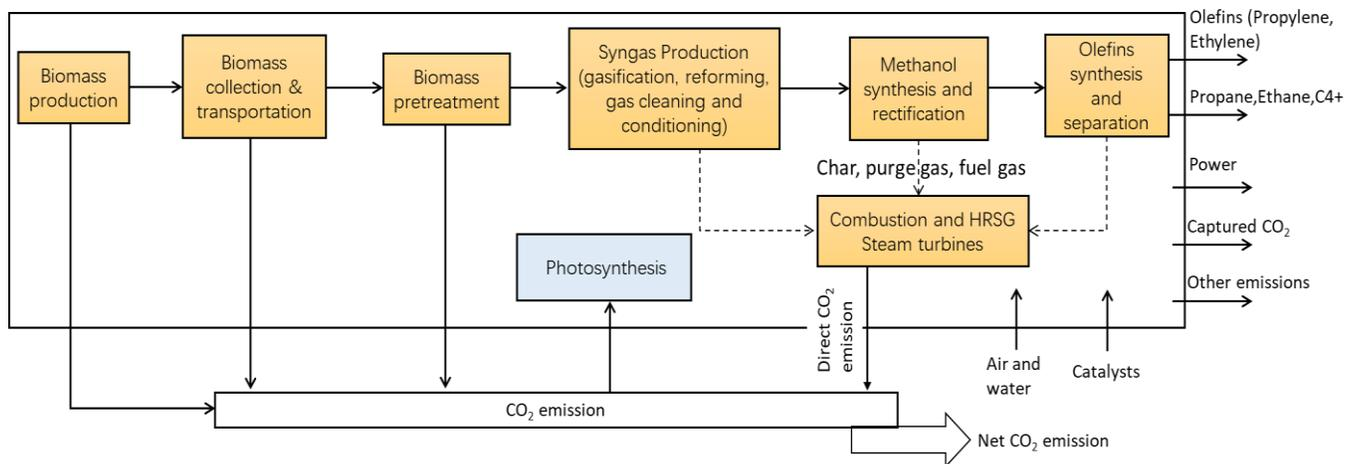 Olefins (Propylene,
Ethylene)
Biomass
production
Biomass
collection &
transportation
Biomass
pretreatment
Syngas Production
(gasification, reforming,
gas cleaning and
conditioning)
Methanol
synthesis and
rectification
Olefins
synthesis
and
separation
Propane,Ethane,C4+
Char, purge gas, fuel gas
Power
Combustion and HRSG
Steam turbines
Captured CO₂
Photosynthesis
Other emissions
Direct CO₂
emission
Air and
water
Catalysts
CO₂ emission
Net CO₂ emission